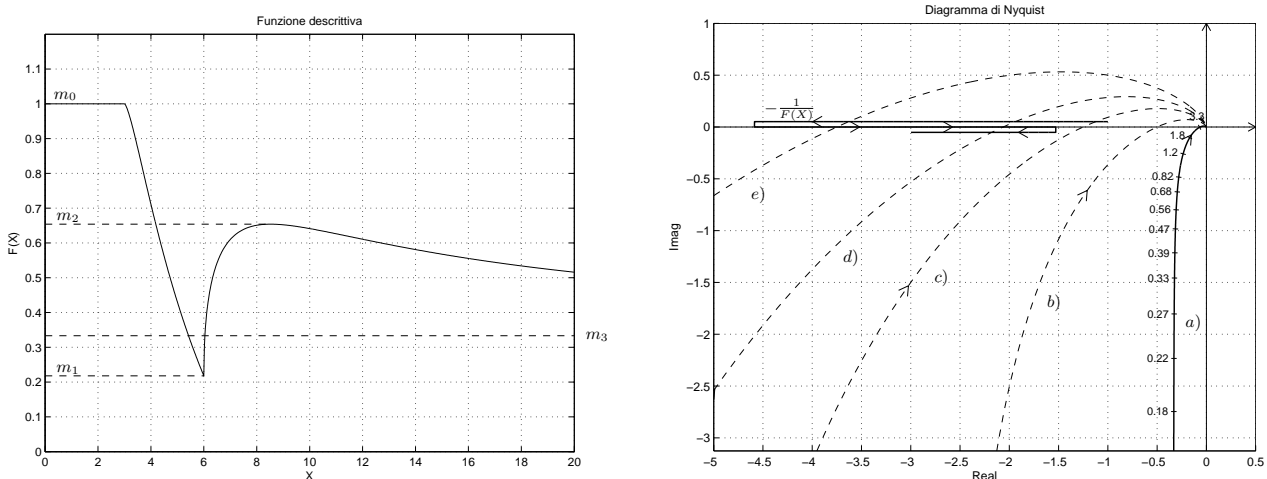 Funzione descrittiva
F(X)
1.1
1
0.9
0.8
0.7
0.6
0.5
0.4
0.3
0.2
0.1
0
m0
m2
m3
m1
0 2 4 6 8 10 12 14 16 18 20
X
Diagramma di Nyquist
Imag
1
0.5
0
−0.5
−1
−1.5
−2
−2.5
−3
− 1
F(X)
3.3
1.8
1.2
0.82
0.68
0.56
0.47
0.39
0.33
0.27
0.22
0.18
e)
d)
c)
b)
a)
−5 −4.5 −4 −3.5 −3 −2.5 −2 −1.5 −1 −0.5 0 0.5
Real